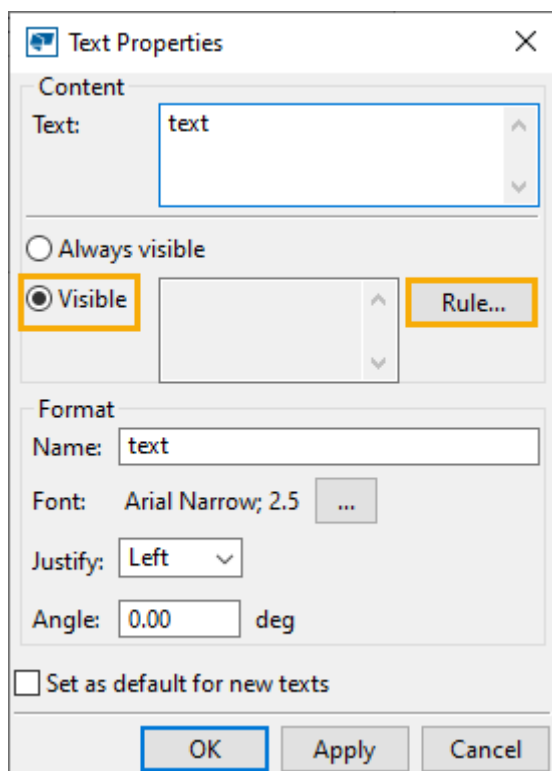 Text Properties
Content
Text: text
Always visible
Visible Rule...
Format
Name: text
Font: Arial Narrow; 2.5 ...
Justify: Left
Angle: 0.00 deg
Set as default for new texts
OK Apply Cancel